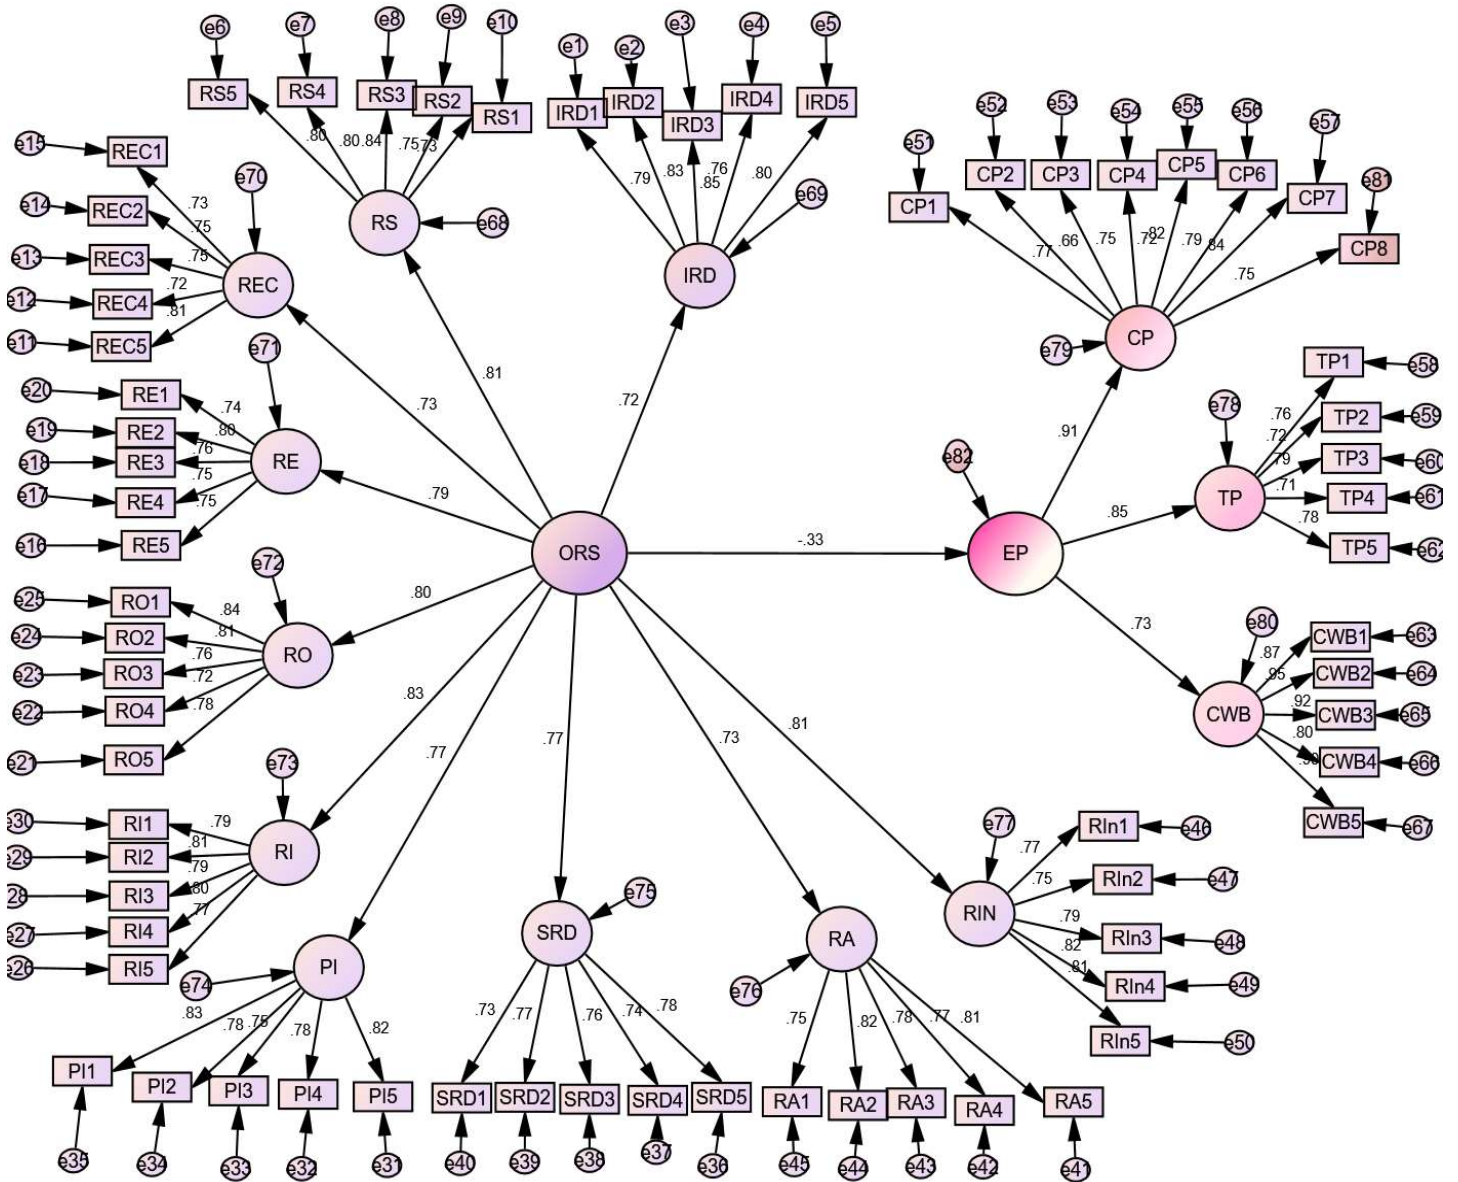 e6 e7 e8 e9 e10 e1 e2 e3 e4 e5
RS5 RS4 RS3 RS2 RS1 IRD1 IRD2 IRD3 IRD4 IRD5
.80 .80 .84 .75 .73
.79 .83 .85 .76 .80
RS e68 IRD e69
e52 e53 e54 e55 e56 e57
e51 e81
CP1 CP2 CP3 CP4 CP5 CP6 CP7 CP8
.77 .66 .75 .72 .82 .79 .84 .75
CP e79
e15 REC1 .73
e14 REC2 .75
e13 REC3 .75
e12 REC4 .72
e11 REC5 .81
REC e70
e20 RE1 .74
e19 RE2 .80
e18 RE3 .76
e17 RE4 .75
e16 RE5 .75
RE e71
.81 .72
.73
.79
.91
e82
ORS -.33 EP
.85
.73
e78 TP
.76 TP1 e58
.72 TP2 e59
.79 TP3 e60
.71 TP4 e61
.78 TP5 e62
e72 RO
e25 RO1 .84
e24 RO2 .81
e23 RO3 .76
e22 RO4 .72
e21 RO5 .78
.80
.83
.77
.77
.73
.81
e80 CWB
.87 CWB1 e63
.95 CWB2 e64
.92 CWB3 e65
.80 CWB4 e66
CWB5 e67
e73 RI
e30 RI1 .79
e29 RI2 .81
e28 RI3 .79
e27 RI4 .80
e26 RI5 .77
e77 RIN
.77 RIn1 e46
.75 RIn2 e47
.79 RIn3 e48
.82 RIn4 e49
.81 RIn5 e50
e74 PI
.83 .78 .75 .78 .82
PI1 PI2 PI3 PI4 PI5
e35 e34 e33 e32 e31
SRD e75
.73 .77 .76 .74 .78
SRD1 SRD2 SRD3 SRD4 SRD5
e40 e39 e38 e37 e36
RA e76
.75 .82 .78 .77 .81
RA1 RA2 RA3 RA4 RA5
e45 e44 e43 e42 e41